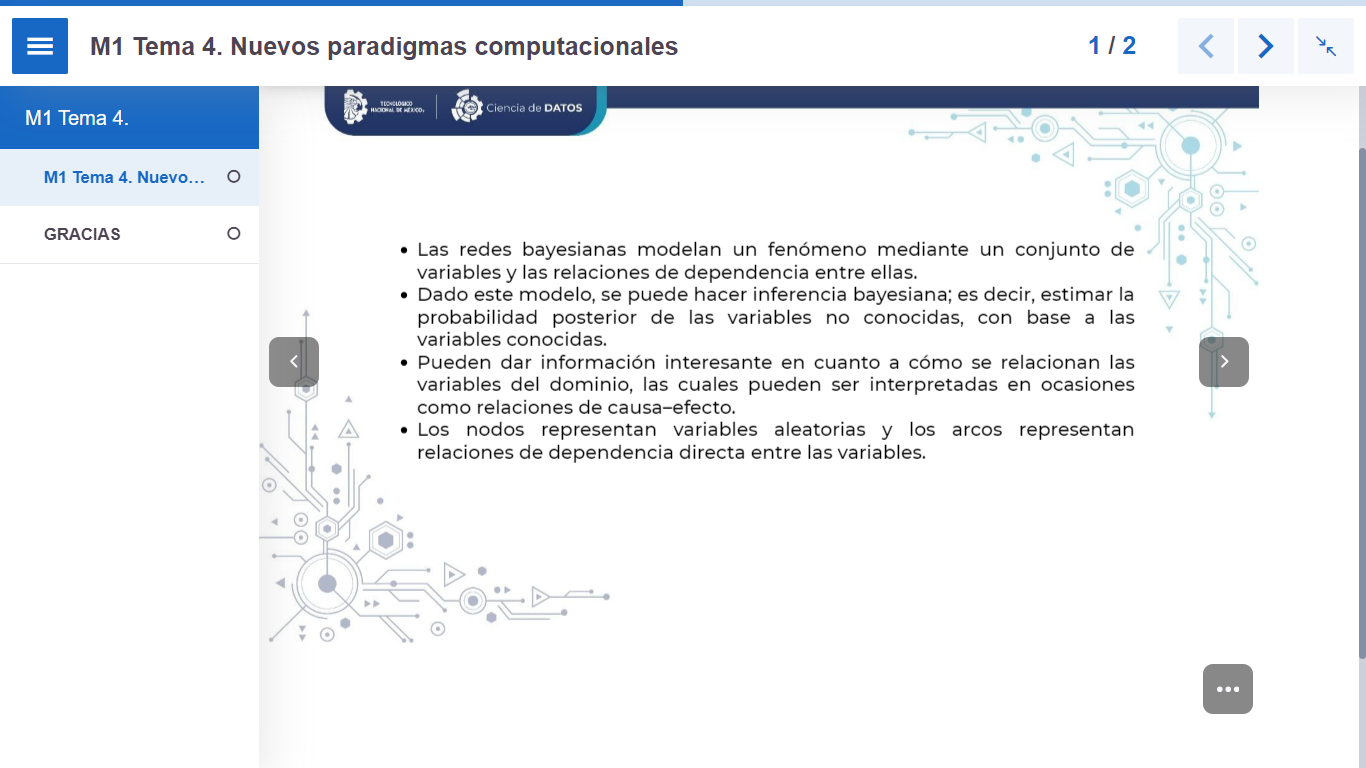 M1 Tema 4. Nuevos paradigmas computacionales
1 / 2
M1 Tema 4.
M1 Tema 4. Nuevo...
GRACIAS
TECNOLÓGICO
NACIONAL DE MÉXICO®
Ciencia de DATOS
• Las redes bayesianas modelan un fenómeno mediante un conjunto de
variables y las relaciones de dependencia entre ellas.
• Dado este modelo, se puede hacer inferencia bayesiana; es decir, estimar la
probabilidad posterior de las variables no conocidas, con base a las
variables conocidas.
• Pueden dar información interesante en cuanto a cómo se relacionan las
variables del dominio, las cuales pueden ser interpretadas en ocasiones
como relaciones de causa–efecto.
• Los nodos representan variables aleatorias y los arcos representan
relaciones de dependencia directa entre las variables.